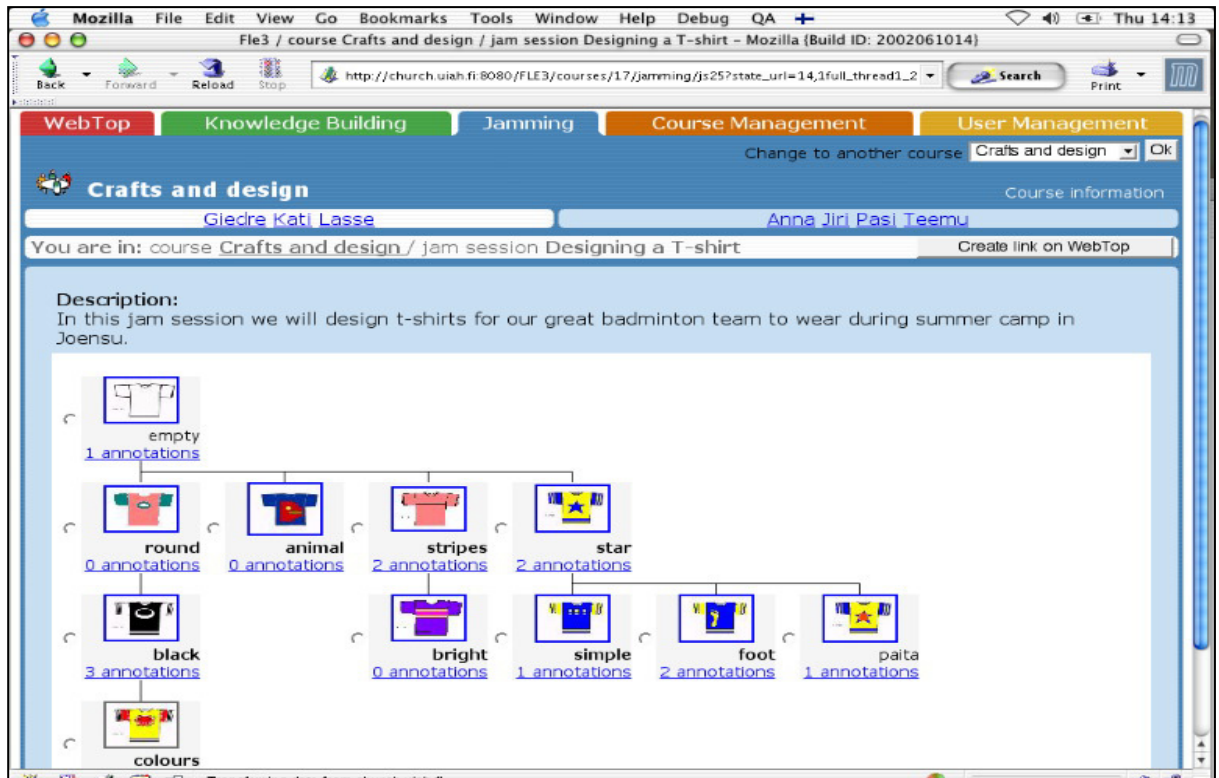 Mozilla File Edit View Go Bookmarks Tools Window Help Debug QA Thu 14:13
Fle3 / course Crafts and design / jam session Designing a T-shirt – Mozilla {Build ID: 2002061014}
Back Forward Reload Stop http://church.uiah.fi:8080/FLE3/courses/17/jamming/js25?state_url=14,1full_thread1_2 Search Print
WebTop Knowledge Building Jamming Course Management User Management
Change to another course Crafts and design Ok
Crafts and design Course information
Giedre Kati Lasse Anna Jiri Pasi Teemu
You are in: course Crafts and design / jam session Designing a T-shirt Create link on WebTop
Description:
In this jam session we will design t-shirts for our great badminton team to wear during summer camp in
Joensu.
empty
1 annotations
round animal stripes star
0 annotations 0 annotations 2 annotations 2 annotations
black bright simple foot paita
3 annotations 0 annotations 1 annotations 2 annotations 1 annotations
colours